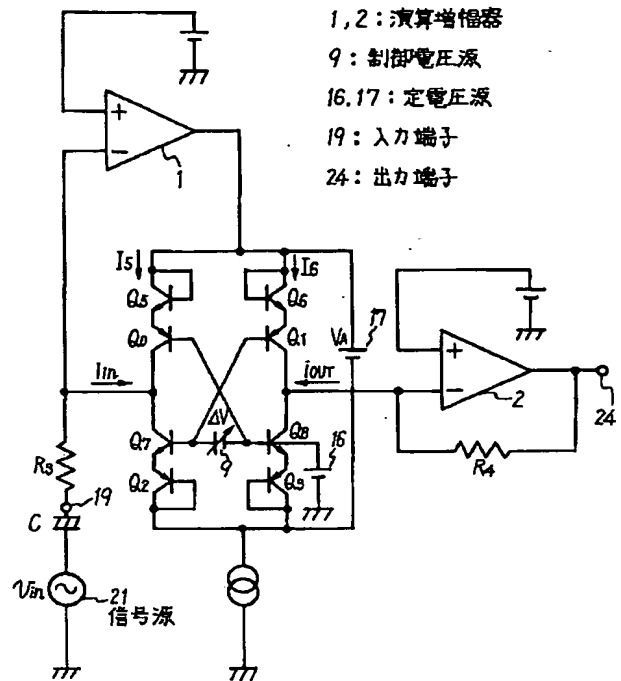 1,2:演算増幅器
9:制御電圧源
16.17:定電圧源
19:入力端子
24:出力端子
+
−
1
I5
I6
Q5
Q6
Q0
Q1
VA
17
+
−
2
24
Iin
iOUT
ΔV
Q7
Q8
9
16
R4
R3
Q2
Q3
19
C
Vin
21
信号源